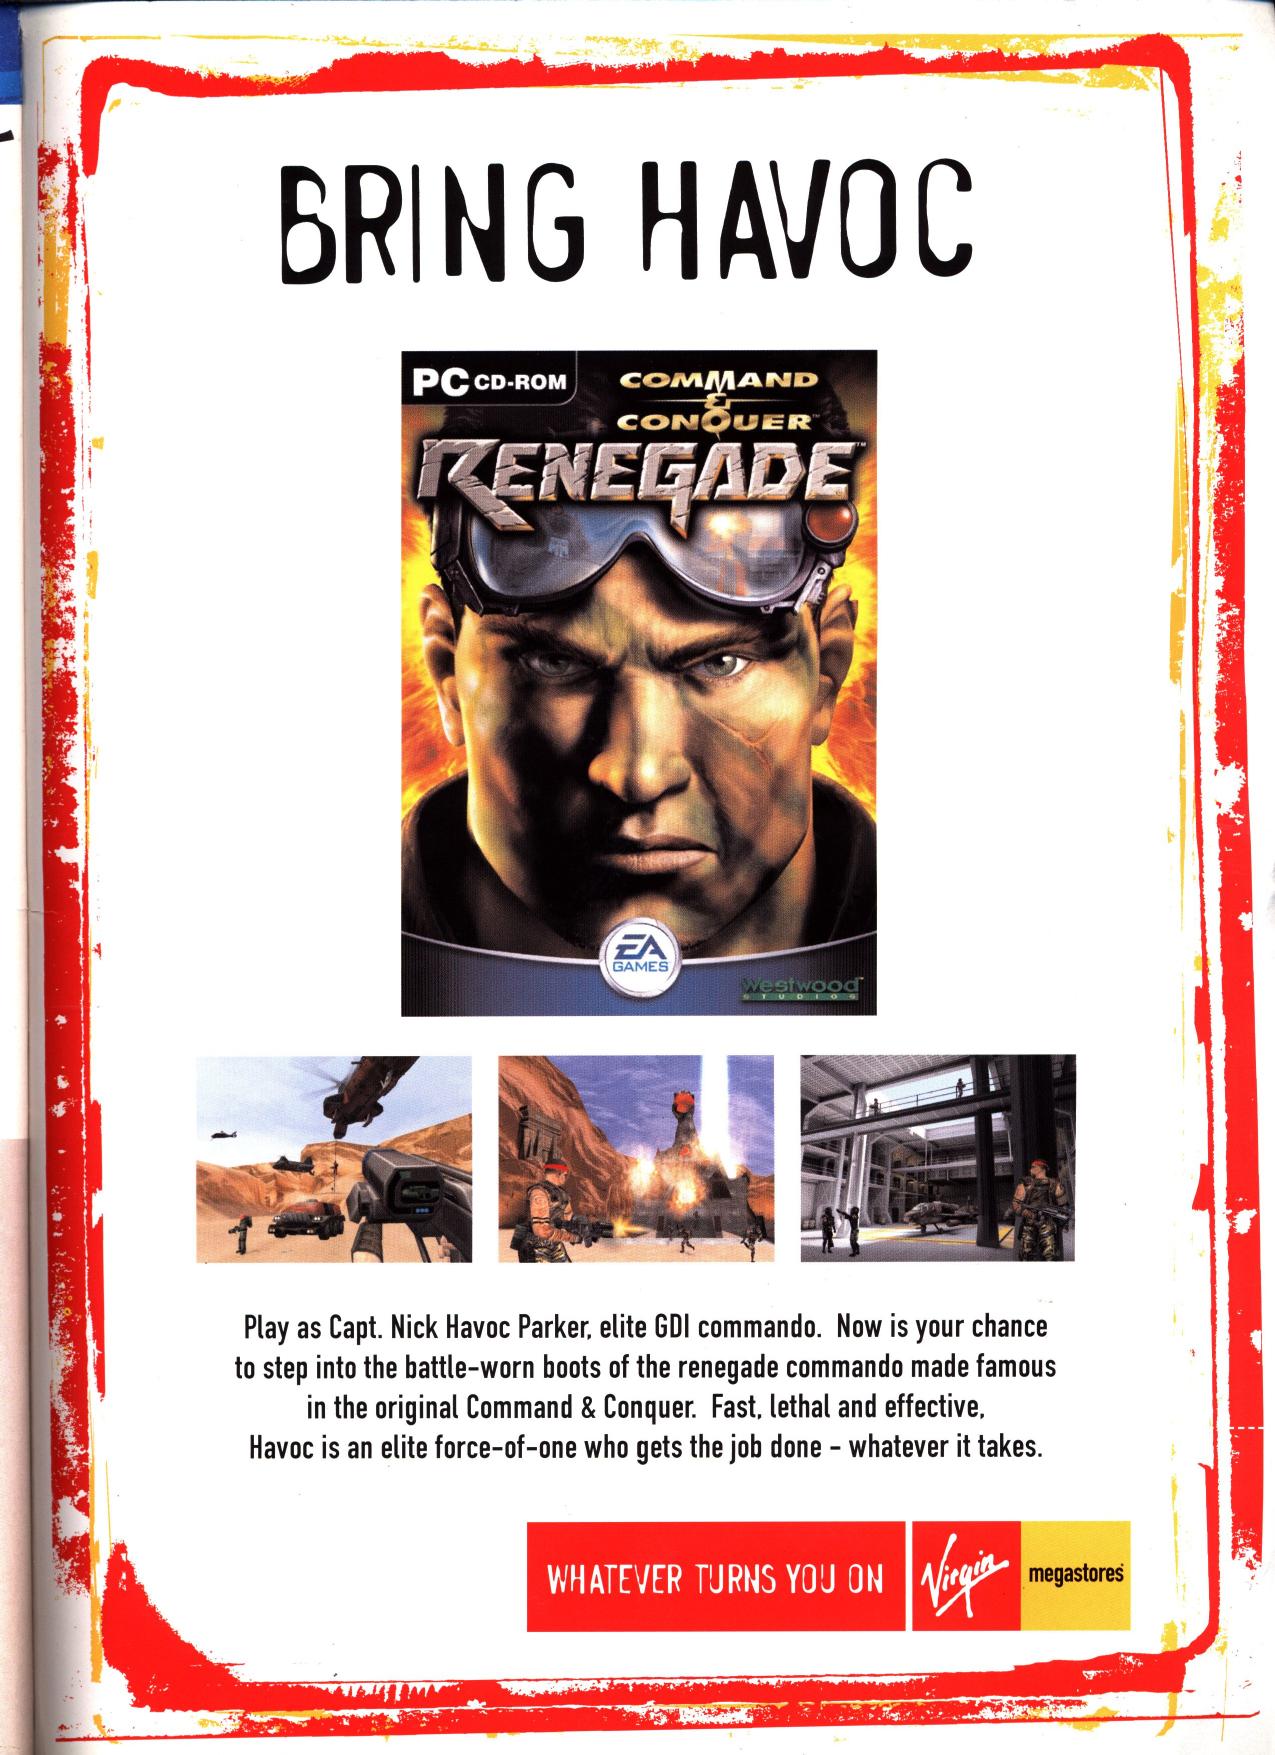 BRING HAVOC
PC CD-ROM
COMMAND
&
CONQUER™
RENEGADE™
EA
GAMES
Westwood™
STUDIOS
Play as Capt. Nick Havoc Parker, elite GDI commando. Now is your chance
to step into the battle-worn boots of the renegade commando made famous
in the original Command & Conquer. Fast, lethal and effective,
Havoc is an elite force-of-one who gets the job done - whatever it takes.
WHATEVER TURNS YOU ON
Virgin
megastores